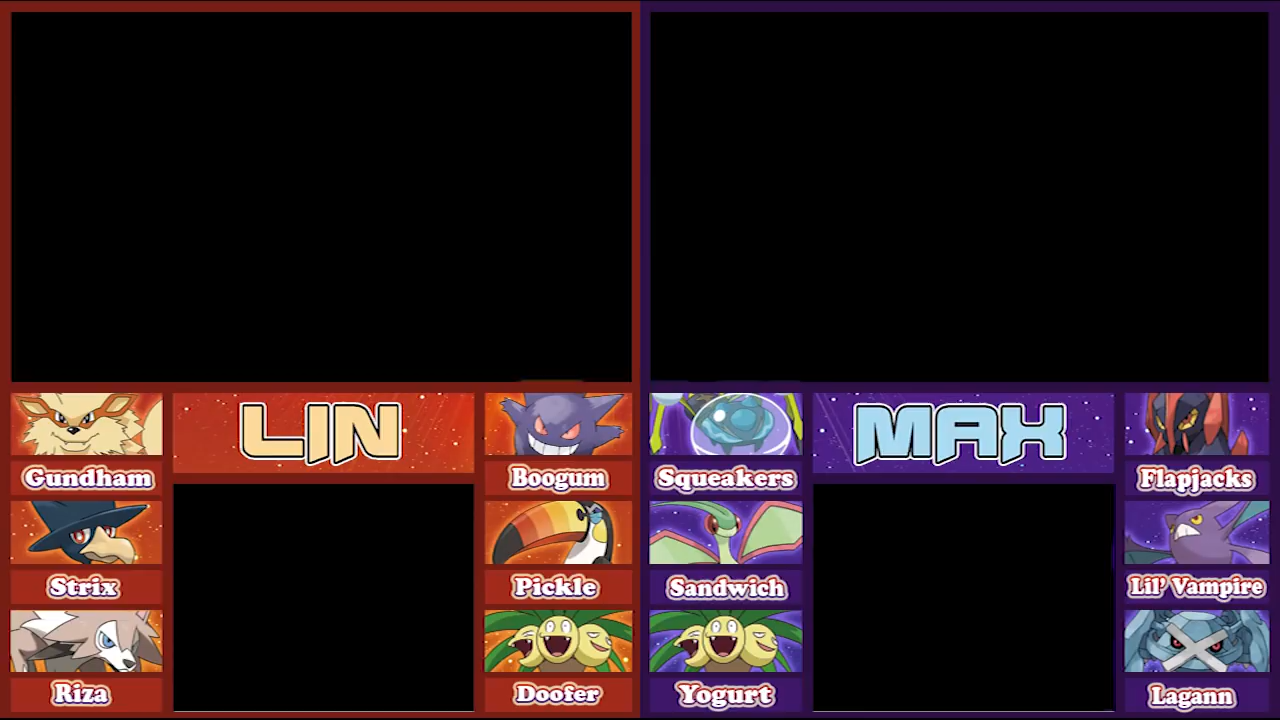 LIN
Gundham
Boogum
Strix
Pickle
Riza
Doofer
MAX
Squeakers
Flapjacks
Sandwich
Lil' Vampire
Yogurt
Lagann